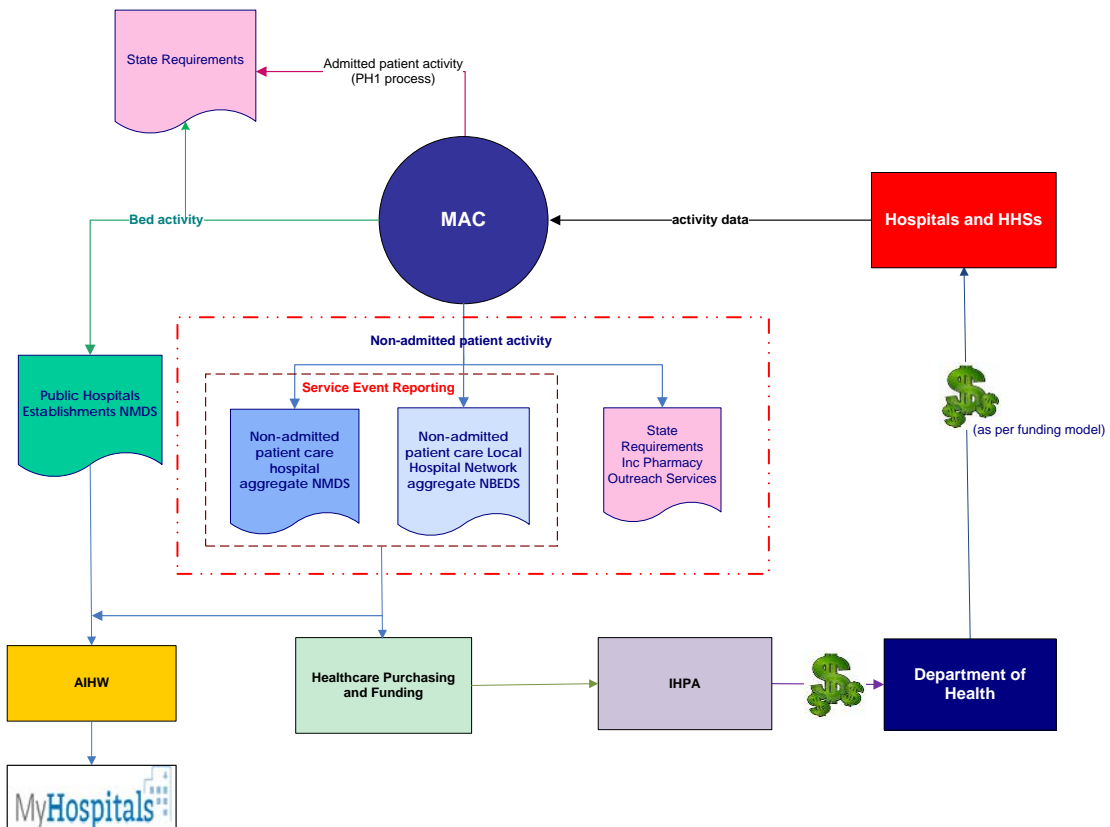 State Requirements
Admitted patient activity
(PH1 process)
MAC
Bed activity
activity data
Hospitals and HHSs
Non-admitted patient activity
Service Event Reporting
Public Hospitals
Establishments NMDS
Non-admitted
patient care
hospital
aggregate NMDS
Non-admitted
patient care Local
Hospital Network
aggregate NBEDS
State
Requirements
Inc Pharmacy
Outreach Services
(as per funding model)
AIHW
Healthcare Purchasing
and Funding
IHPA
Department of
Health
MyHospitals